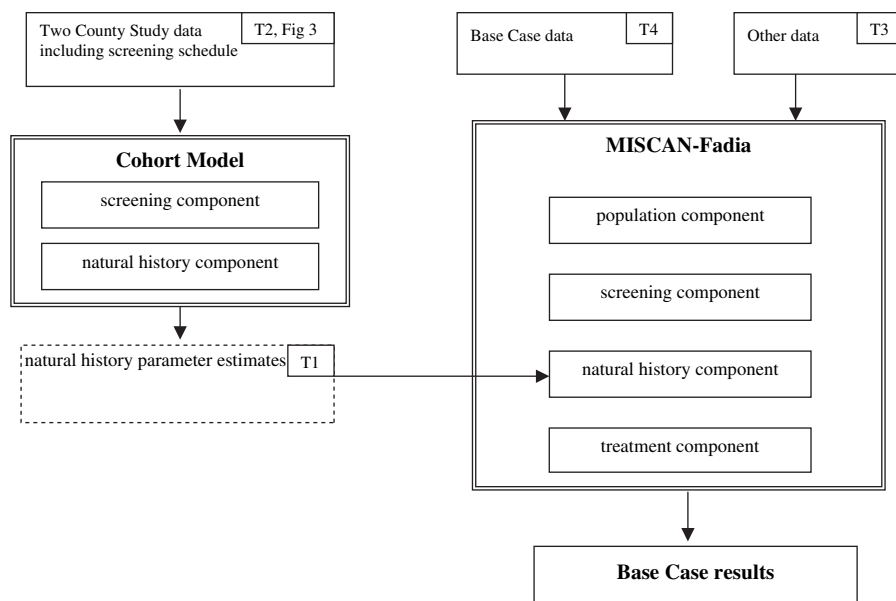 Two County Study data
including screening schedule
T2, Fig 3
Base Case data
T4
Other data
T3
Cohort Model
screening component
natural history component
natural history parameter estimates
T1
MISCAN-Fadia
population component
screening component
natural history component
treatment component
Base Case results